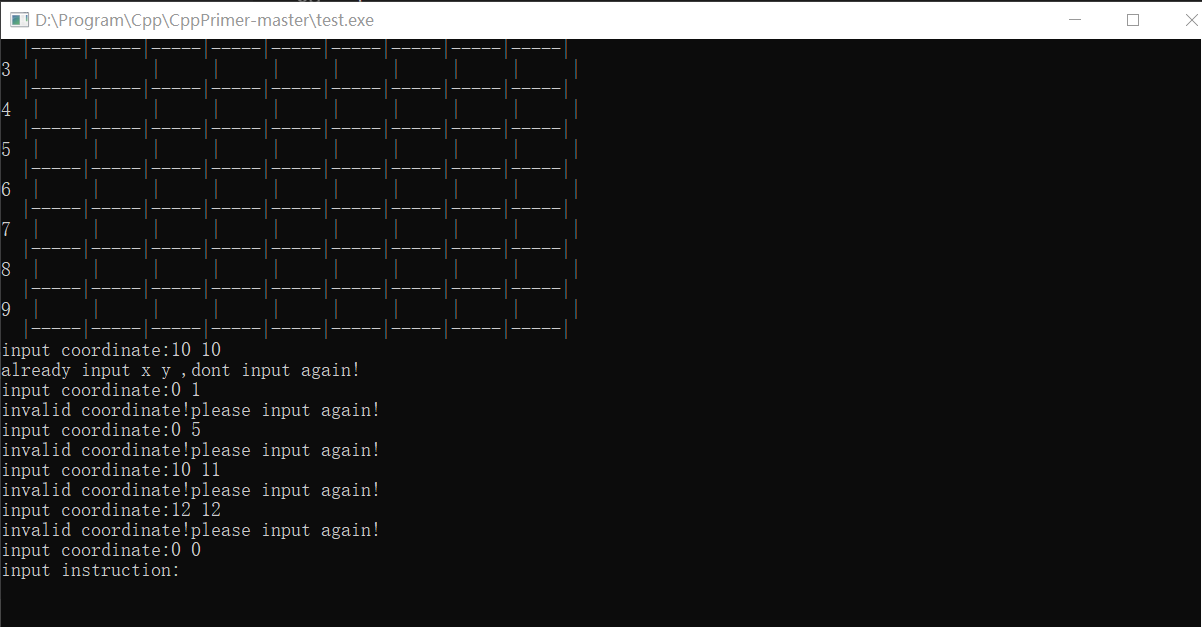 D:\Program\Cpp\CppPrimer-master\test.exe
|-----|-----|-----|-----|-----|-----|-----|-----|-----|
3 | | | | | | | | | |
|-----|-----|-----|-----|-----|-----|-----|-----|-----|
4 | | | | | | | | | |
|-----|-----|-----|-----|-----|-----|-----|-----|-----|
5 | | | | | | | | | |
|-----|-----|-----|-----|-----|-----|-----|-----|-----|
6 | | | | | | | | | |
|-----|-----|-----|-----|-----|-----|-----|-----|-----|
7 | | | | | | | | | |
|-----|-----|-----|-----|-----|-----|-----|-----|-----|
8 | | | | | | | | | |
|-----|-----|-----|-----|-----|-----|-----|-----|-----|
9 | | | | | | | | | |
|-----|-----|-----|-----|-----|-----|-----|-----|-----|
input coordinate:10 10
already input x y ,dont input again!
input coordinate:0 1
invalid coordinate!please input again!
input coordinate:0 5
invalid coordinate!please input again!
input coordinate:10 11
invalid coordinate!please input again!
input coordinate:12 12
invalid coordinate!please input again!
input coordinate:0 0
input instruction: